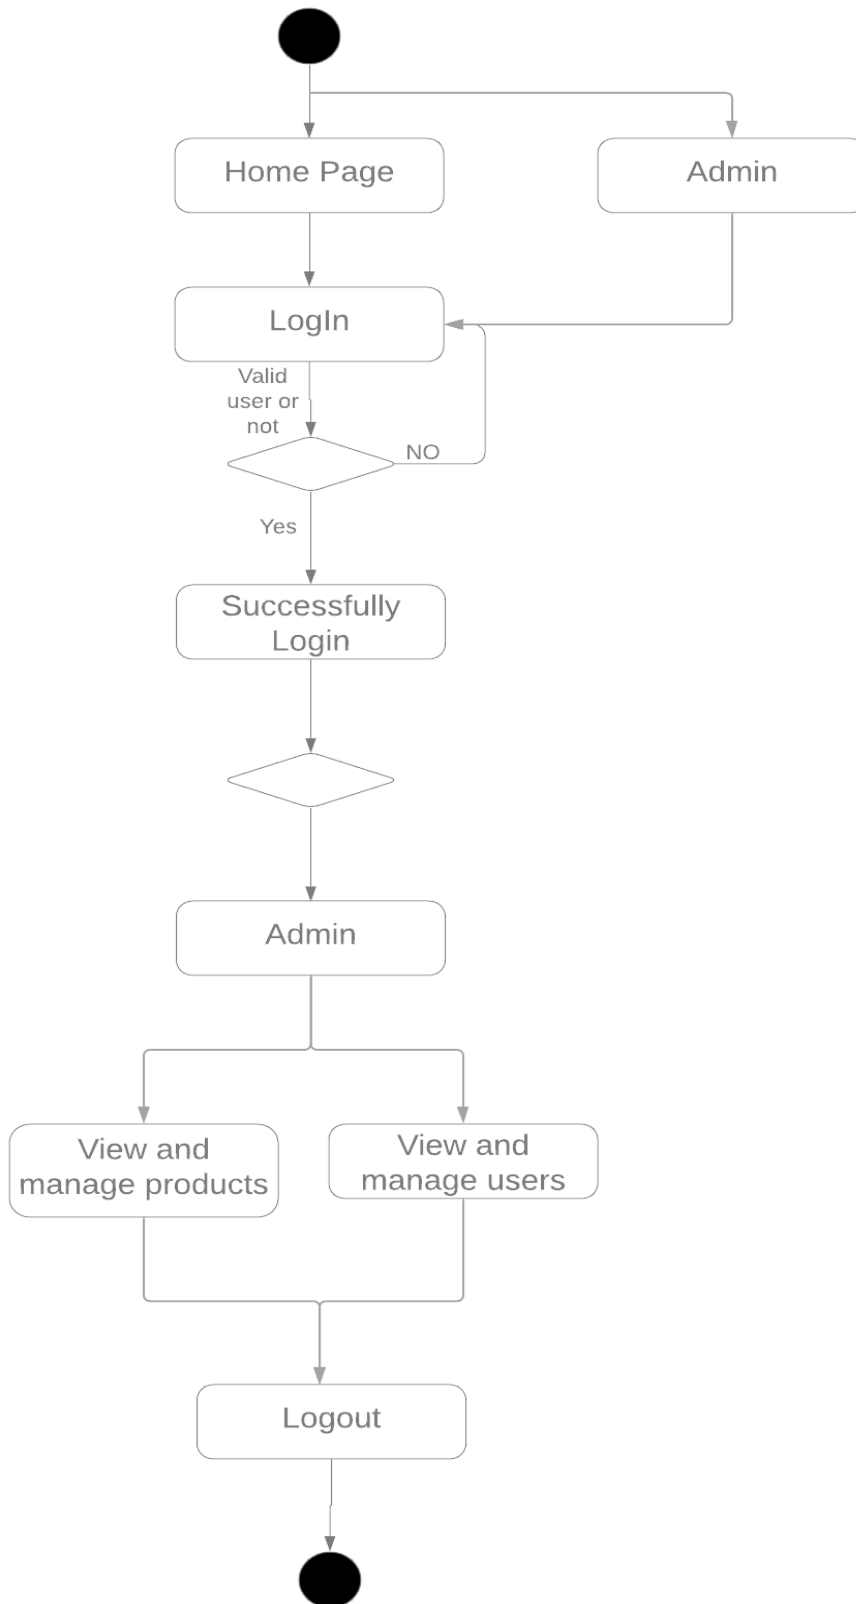 Home Page
Admin
LogIn
Valid
user or
not
NO
Yes
Successfully
Login
Admin
View and
manage products
View and
manage users
Logout